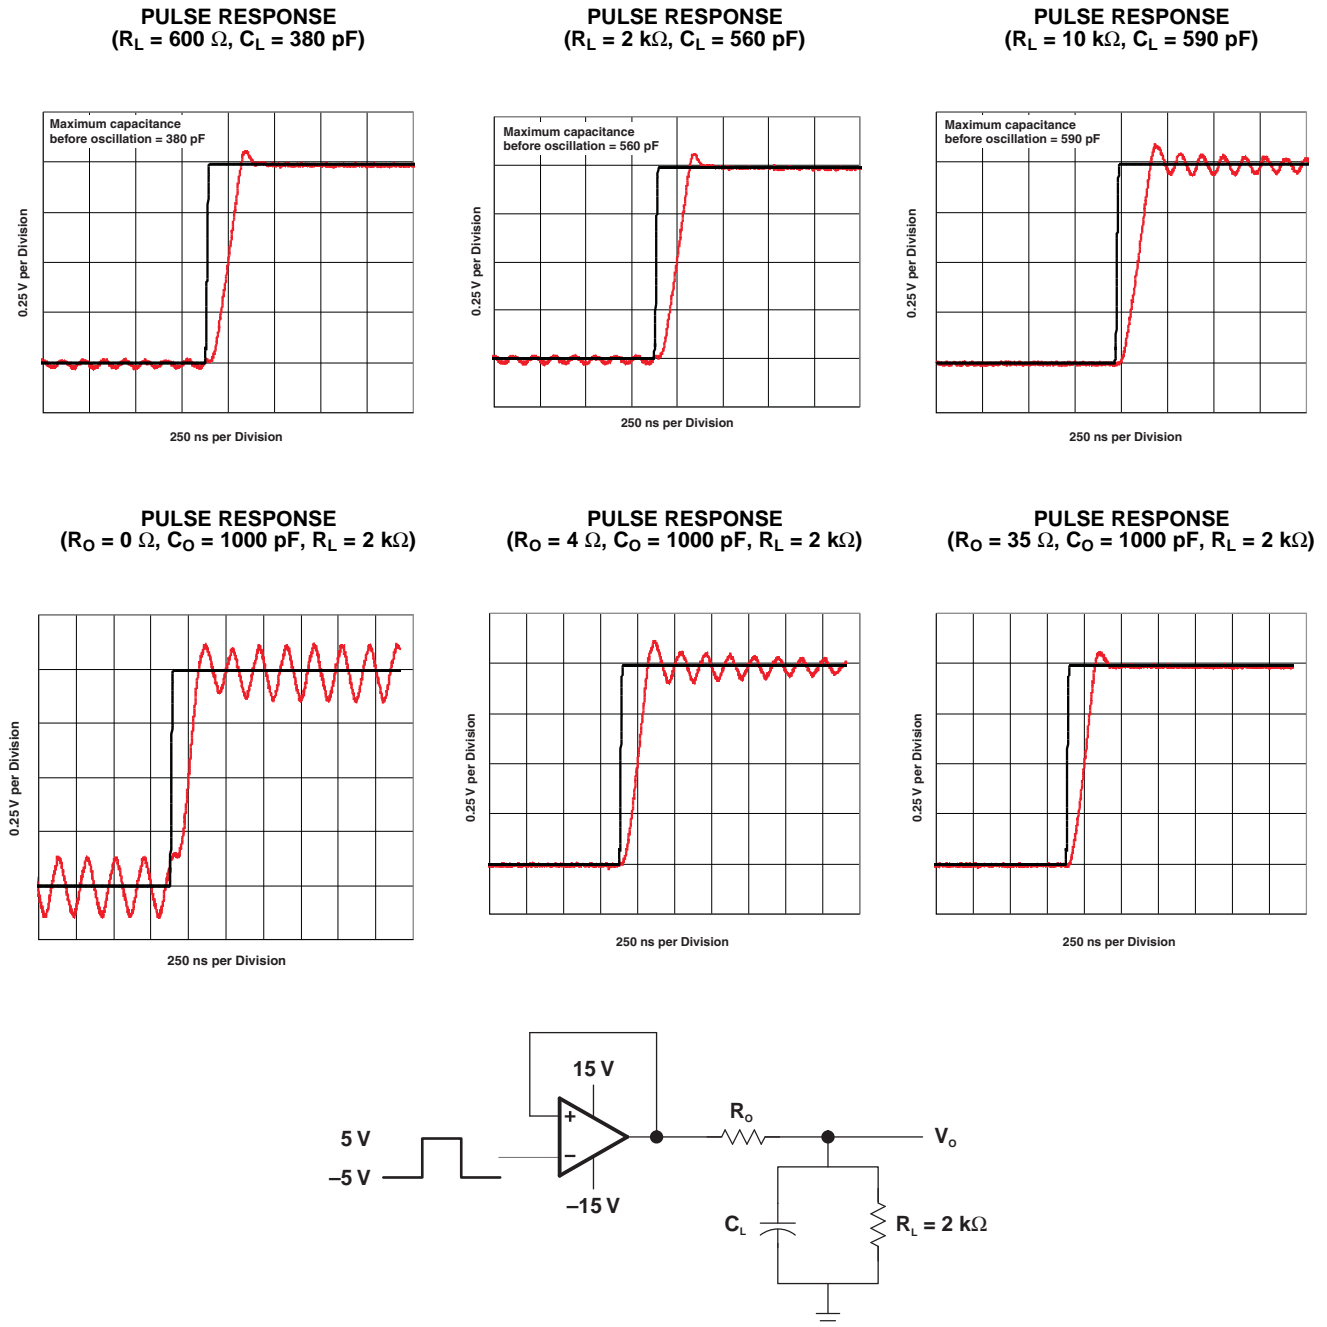 PULSE RESPONSE
(RL = 600 Ω, CL = 380 pF)
Maximum capacitance
before oscillation = 380 pF
0.25 V per Division
250 ns per Division
PULSE RESPONSE
(RL = 2 kΩ, CL = 560 pF)
Maximum capacitance
before oscillation = 560 pF
0.25 V per Division
250 ns per Division
PULSE RESPONSE
(RL = 10 kΩ, CL = 590 pF)
Maximum capacitance
before oscillation = 590 pF
0.25 V per Division
250 ns per Division
PULSE RESPONSE
(RO = 0 Ω, CO = 1000 pF, RL = 2 kΩ)
0.25 V per Division
250 ns per Division
PULSE RESPONSE
(RO = 4 Ω, CO = 1000 pF, RL = 2 kΩ)
0.25 V per Division
250 ns per Division
PULSE RESPONSE
(RO = 35 Ω, CO = 1000 pF, RL = 2 kΩ)
0.25 V per Division
250 ns per Division
15 V
+
Ro
5 V
Vo
−
–5 V
–15 V
CL
RL = 2 kΩ